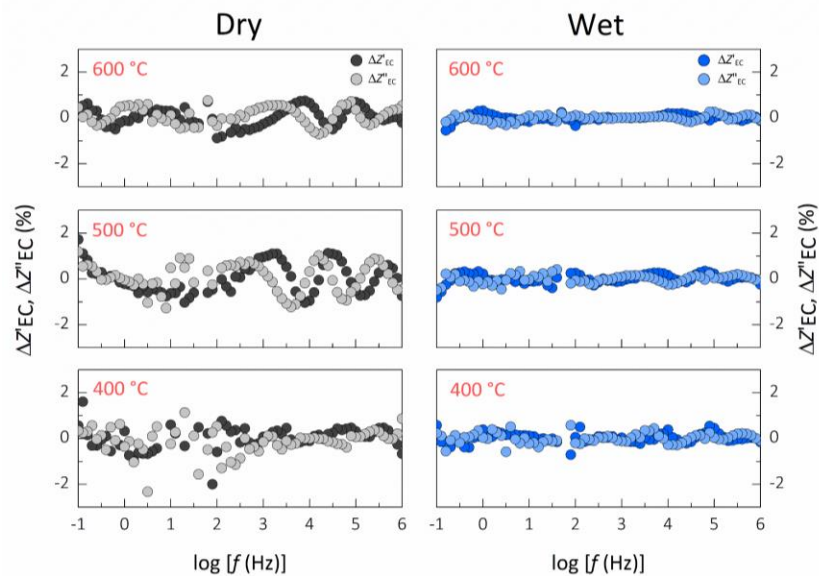 Dry
Wet
2
0
-2
600 °C
ΔZ'EC
ΔZ''EC
600 °C
ΔZ'EC
ΔZ''EC
2
0
-2
2
0
-2
500 °C
500 °C
2
0
-2
2
0
-2
400 °C
400 °C
2
0
-2
ΔZ'EC, ΔZ''EC (%)
ΔZ'EC, ΔZ''EC (%)
-1 0 1 2 3 4 5 6
-1 0 1 2 3 4 5 6
log [f (Hz)]
log [f (Hz)]